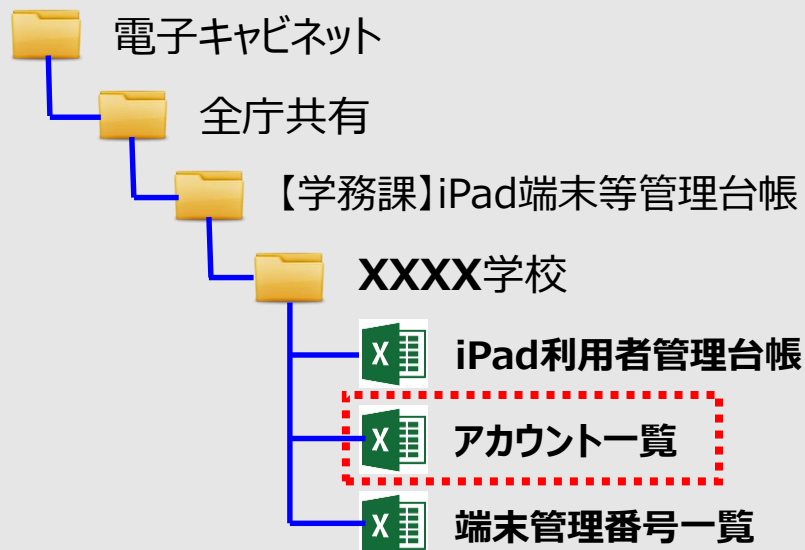 電子キャビネット
全庁共有
【学務課】iPad端末等管理台帳
XXXX学校
iPad利用者管理台帳
アカウント一覧
端末管理番号一覧